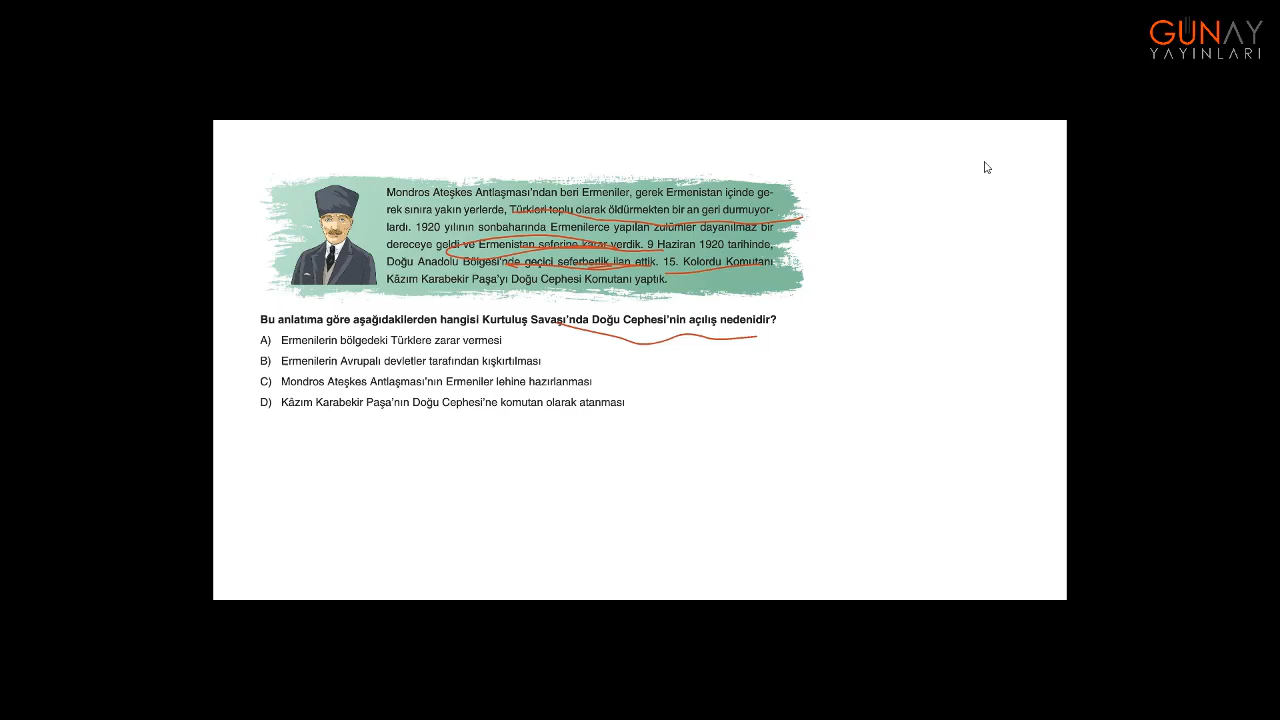 GÜNAY
YAYINLARI
Mondros Ateşkes Antlaşması'ndan beri Ermeniler, gerek Ermenistan içinde ge-
rek sınıra yakın yerlerde, Türkleri toplu olarak öldürmekten bir an geri durmuyor-
lardı. 1920 yılının sonbaharında Ermenilerce yapılan zulümler dayanılmaz bir
dereceye geldi ve Ermenistan seferine karar verdik. 9 Haziran 1920 tarihinde,
Doğu Anadolu Bölgesi'nde geçici seferberlik ilan ettik. 15. Kolordu Komutanı
Kâzım Karabekir Paşa'yı Doğu Cephesi Komutanı yaptık.
Bu anlatıma göre aşağıdakilerden hangisi Kurtuluş Savaşı'nda Doğu Cephesi'nin açılış nedenidir?
A) Ermenilerin bölgedeki Türklere zarar vermesi
B) Ermenilerin Avrupalı devletler tarafından kışkırtılması
C) Mondros Ateşkes Antlaşması'nın Ermeniler lehine hazırlanması
D) Kâzım Karabekir Paşa'nın Doğu Cephesi'ne komutan olarak atanması